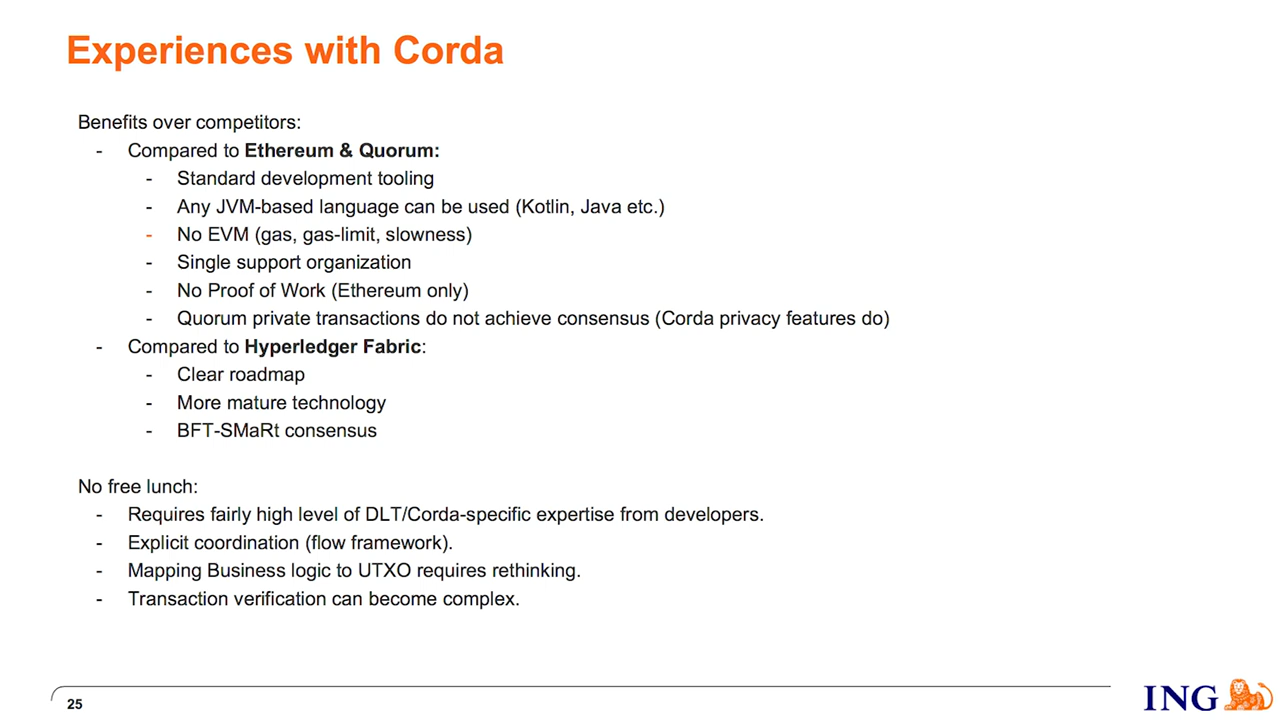 Experiences with Corda
Benefits over competitors:
- Compared to Ethereum & Quorum:
- Standard development tooling
- Any JVM-based language can be used (Kotlin, Java etc.)
- No EVM (gas, gas-limit, slowness)
- Single support organization
- No Proof of Work (Ethereum only)
- Quorum private transactions do not achieve consensus (Corda privacy features do)
- Compared to Hyperledger Fabric:
- Clear roadmap
- More mature technology
- BFT-SMaRt consensus
No free lunch:
- Requires fairly high level of DLT/Corda-specific expertise from developers.
- Explicit coordination (flow framework).
- Mapping Business logic to UTXO requires rethinking.
- Transaction verification can become complex.
25
ING